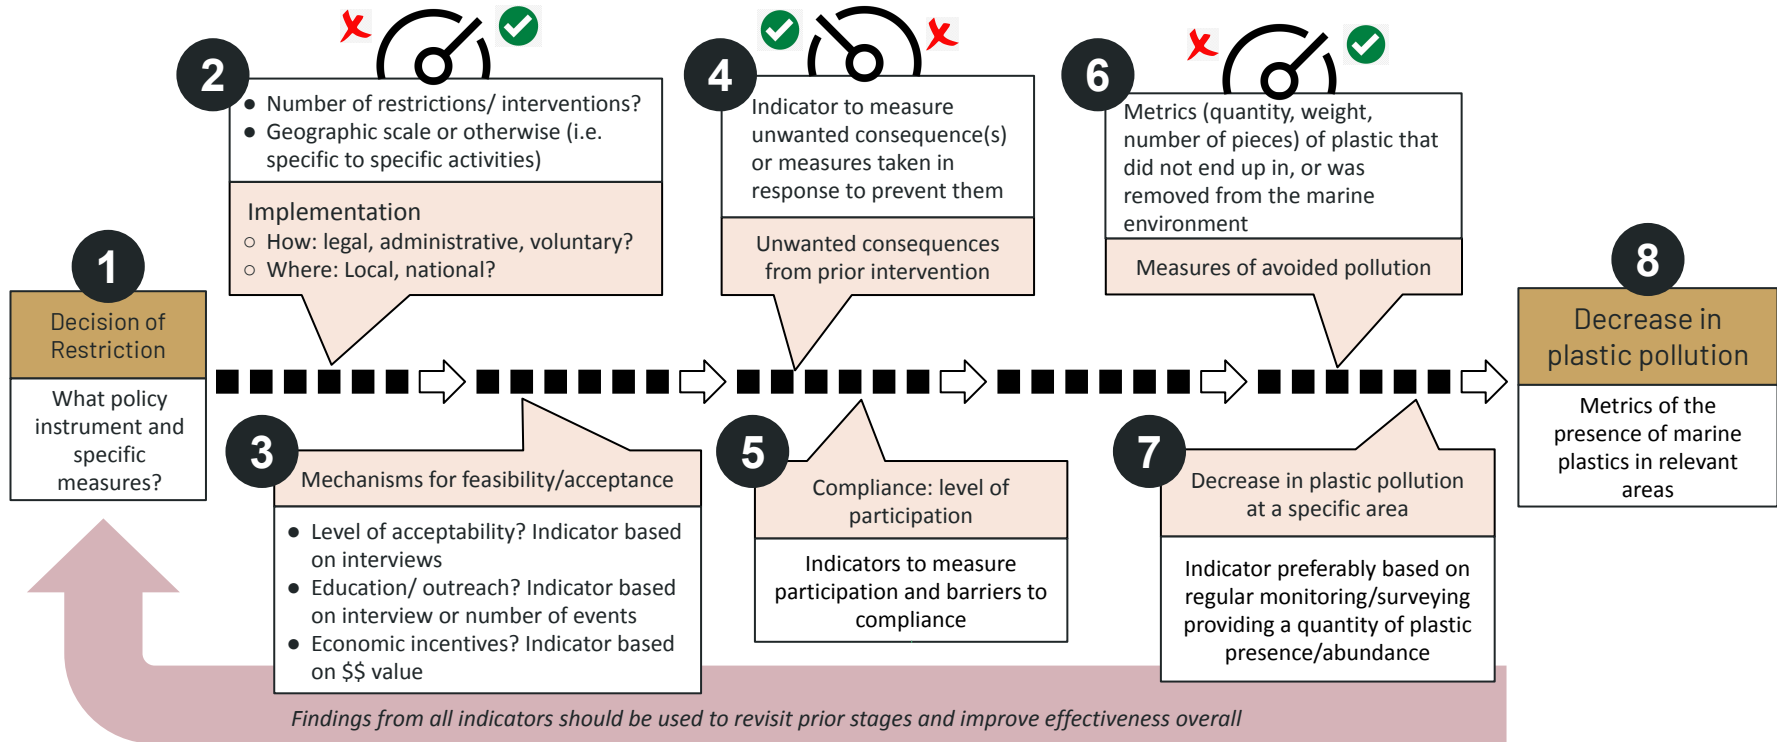 1
Decision of
Restriction
What policy
instrument and
specific
measures?
2
● Number of restrictions/ interventions?
● Geographic scale or otherwise (i.e.
specific to specific activities)
Implementation
○ How: legal, administrative, voluntary?
○ Where: Local, national?
3
Mechanisms for feasibility/acceptance
● Level of acceptability? Indicator based
on interviews
● Education/ outreach? Indicator based
on interview or number of events
● Economic incentives? Indicator based
on $$ value
4
Indicator to measure
unwanted consequence(s)
or measures taken in
response to prevent them
Unwanted consequences
from prior intervention
5
Compliance: level of
participation
Indicators to measure
participation and barriers to
compliance
6
Metrics (quantity, weight,
number of pieces) of plastic that
did not end up in, or was
removed from the marine
environment
Measures of avoided pollution
7
Decrease in plastic pollution
at a specific area
Indicator preferably based on
regular monitoring/surveying
providing a quantity of plastic
presence/abundance
8
Decrease in
plastic pollution
Metrics of the
presence of marine
plastics in relevant
areas
Findings from all indicators should be used to revisit prior stages and improve effectiveness overall